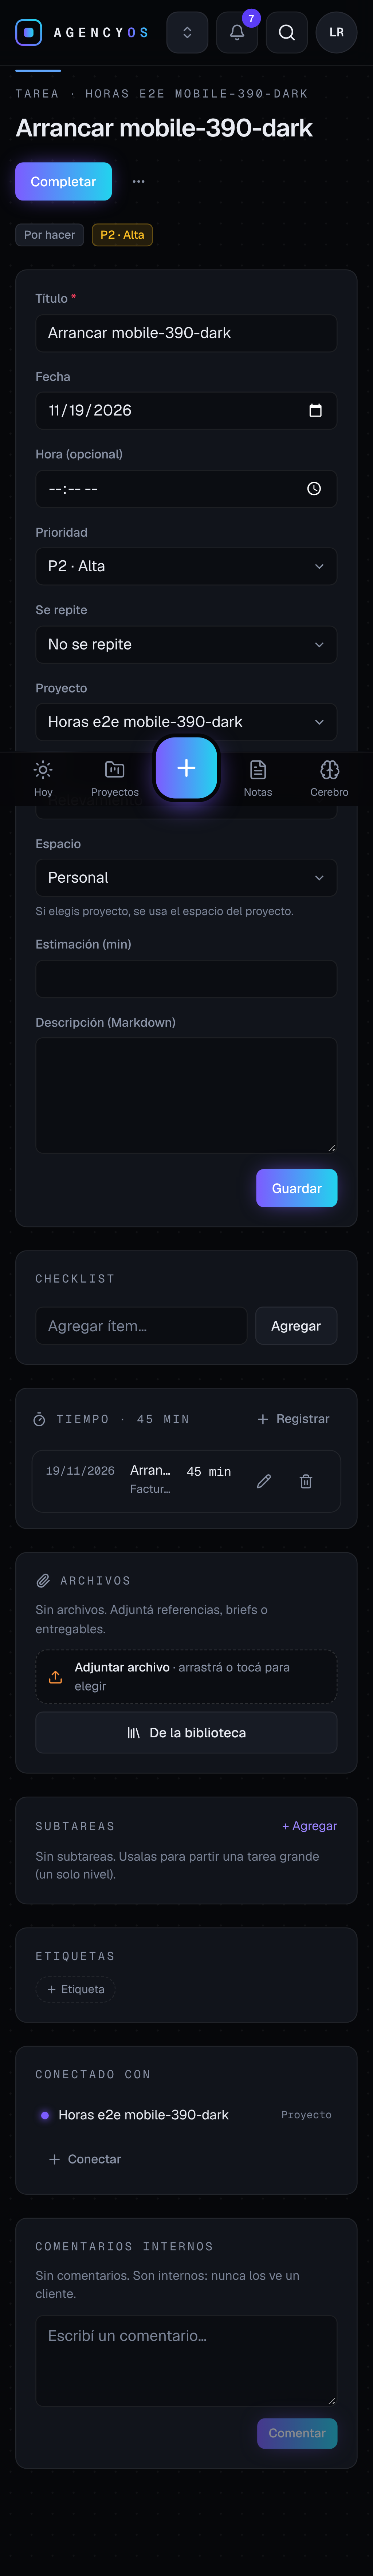 AGENCYOS
7
LR
TAREA · HORAS E2E MOBILE-390-DARK
Arrancar mobile-390-dark
Completar
Por hacer
P2 · Alta
Título *
Arrancar mobile-390-dark
Fecha
11/19/2026
Hora (opcional)
--:-- --
Prioridad
P2 · Alta
Se repite
No se repite
Proyecto
Horas e2e mobile-390-dark
Hoy
Proyectos
Notas
Cerebro
Espacio
Personal
Si elegís proyecto, se usa el espacio del proyecto.
Estimación (min)
Descripción (Markdown)
Guardar
CHECKLIST
Agregar ítem...
Agregar
TIEMPO · 45 MIN
Registrar
19/11/2026
Arran...
45 min
Factur...
ARCHIVOS
Sin archivos. Adjuntá referencias, briefs o
entregables.
Adjuntar archivo · arrastrá o tocá para
elegir
De la biblioteca
SUBTAREAS
+ Agregar
Sin subtareas. Usalas para partir una tarea grande
(un solo nivel).
ETIQUETAS
+ Etiqueta
CONECTADO CON
Horas e2e mobile-390-dark
Proyecto
Conectar
COMENTARIOS INTERNOS
Sin comentarios. Son internos: nunca los ve un
cliente.
Escribí un comentario...
Comentar